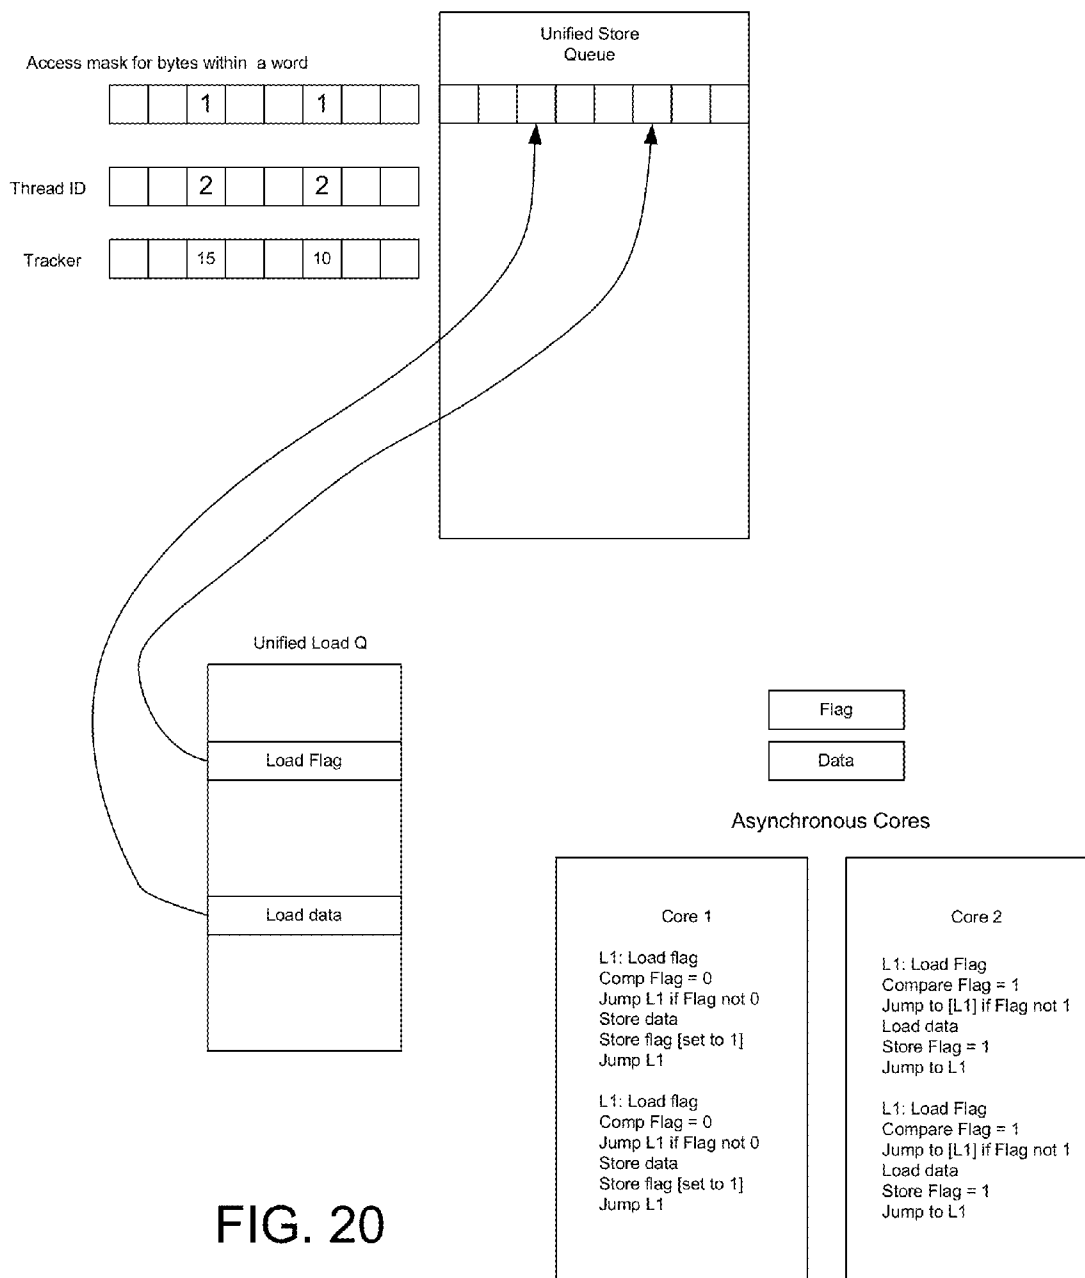 Unified Store
Queue
Access mask for bytes within a word
1 1
Thread ID
2 2
Tracker
15 10
Unified Load Q
Load Flag
Load data
Flag
Data
Asynchronous Cores
Core 1
L1: Load flag
Comp Flag = 0
Jump L1 if Flag not 0
Store data
Store flag [set to 1]
Jump L1
L1: Load flag
Comp Flag = 0
Jump L1 if Flag not 0
Store data
Store flag [set to 1]
Jump L1
Core 2
L1: Load Flag
Compare Flag = 1
Jump to [L1] if Flag not 1
Load data
Store Flag = 1
Jump to L1
L1: Load Flag
Compare Flag = 1
Jump to [L1] if Flag not 1
Load data
Store Flag = 1
Jump to L1
FIG. 20